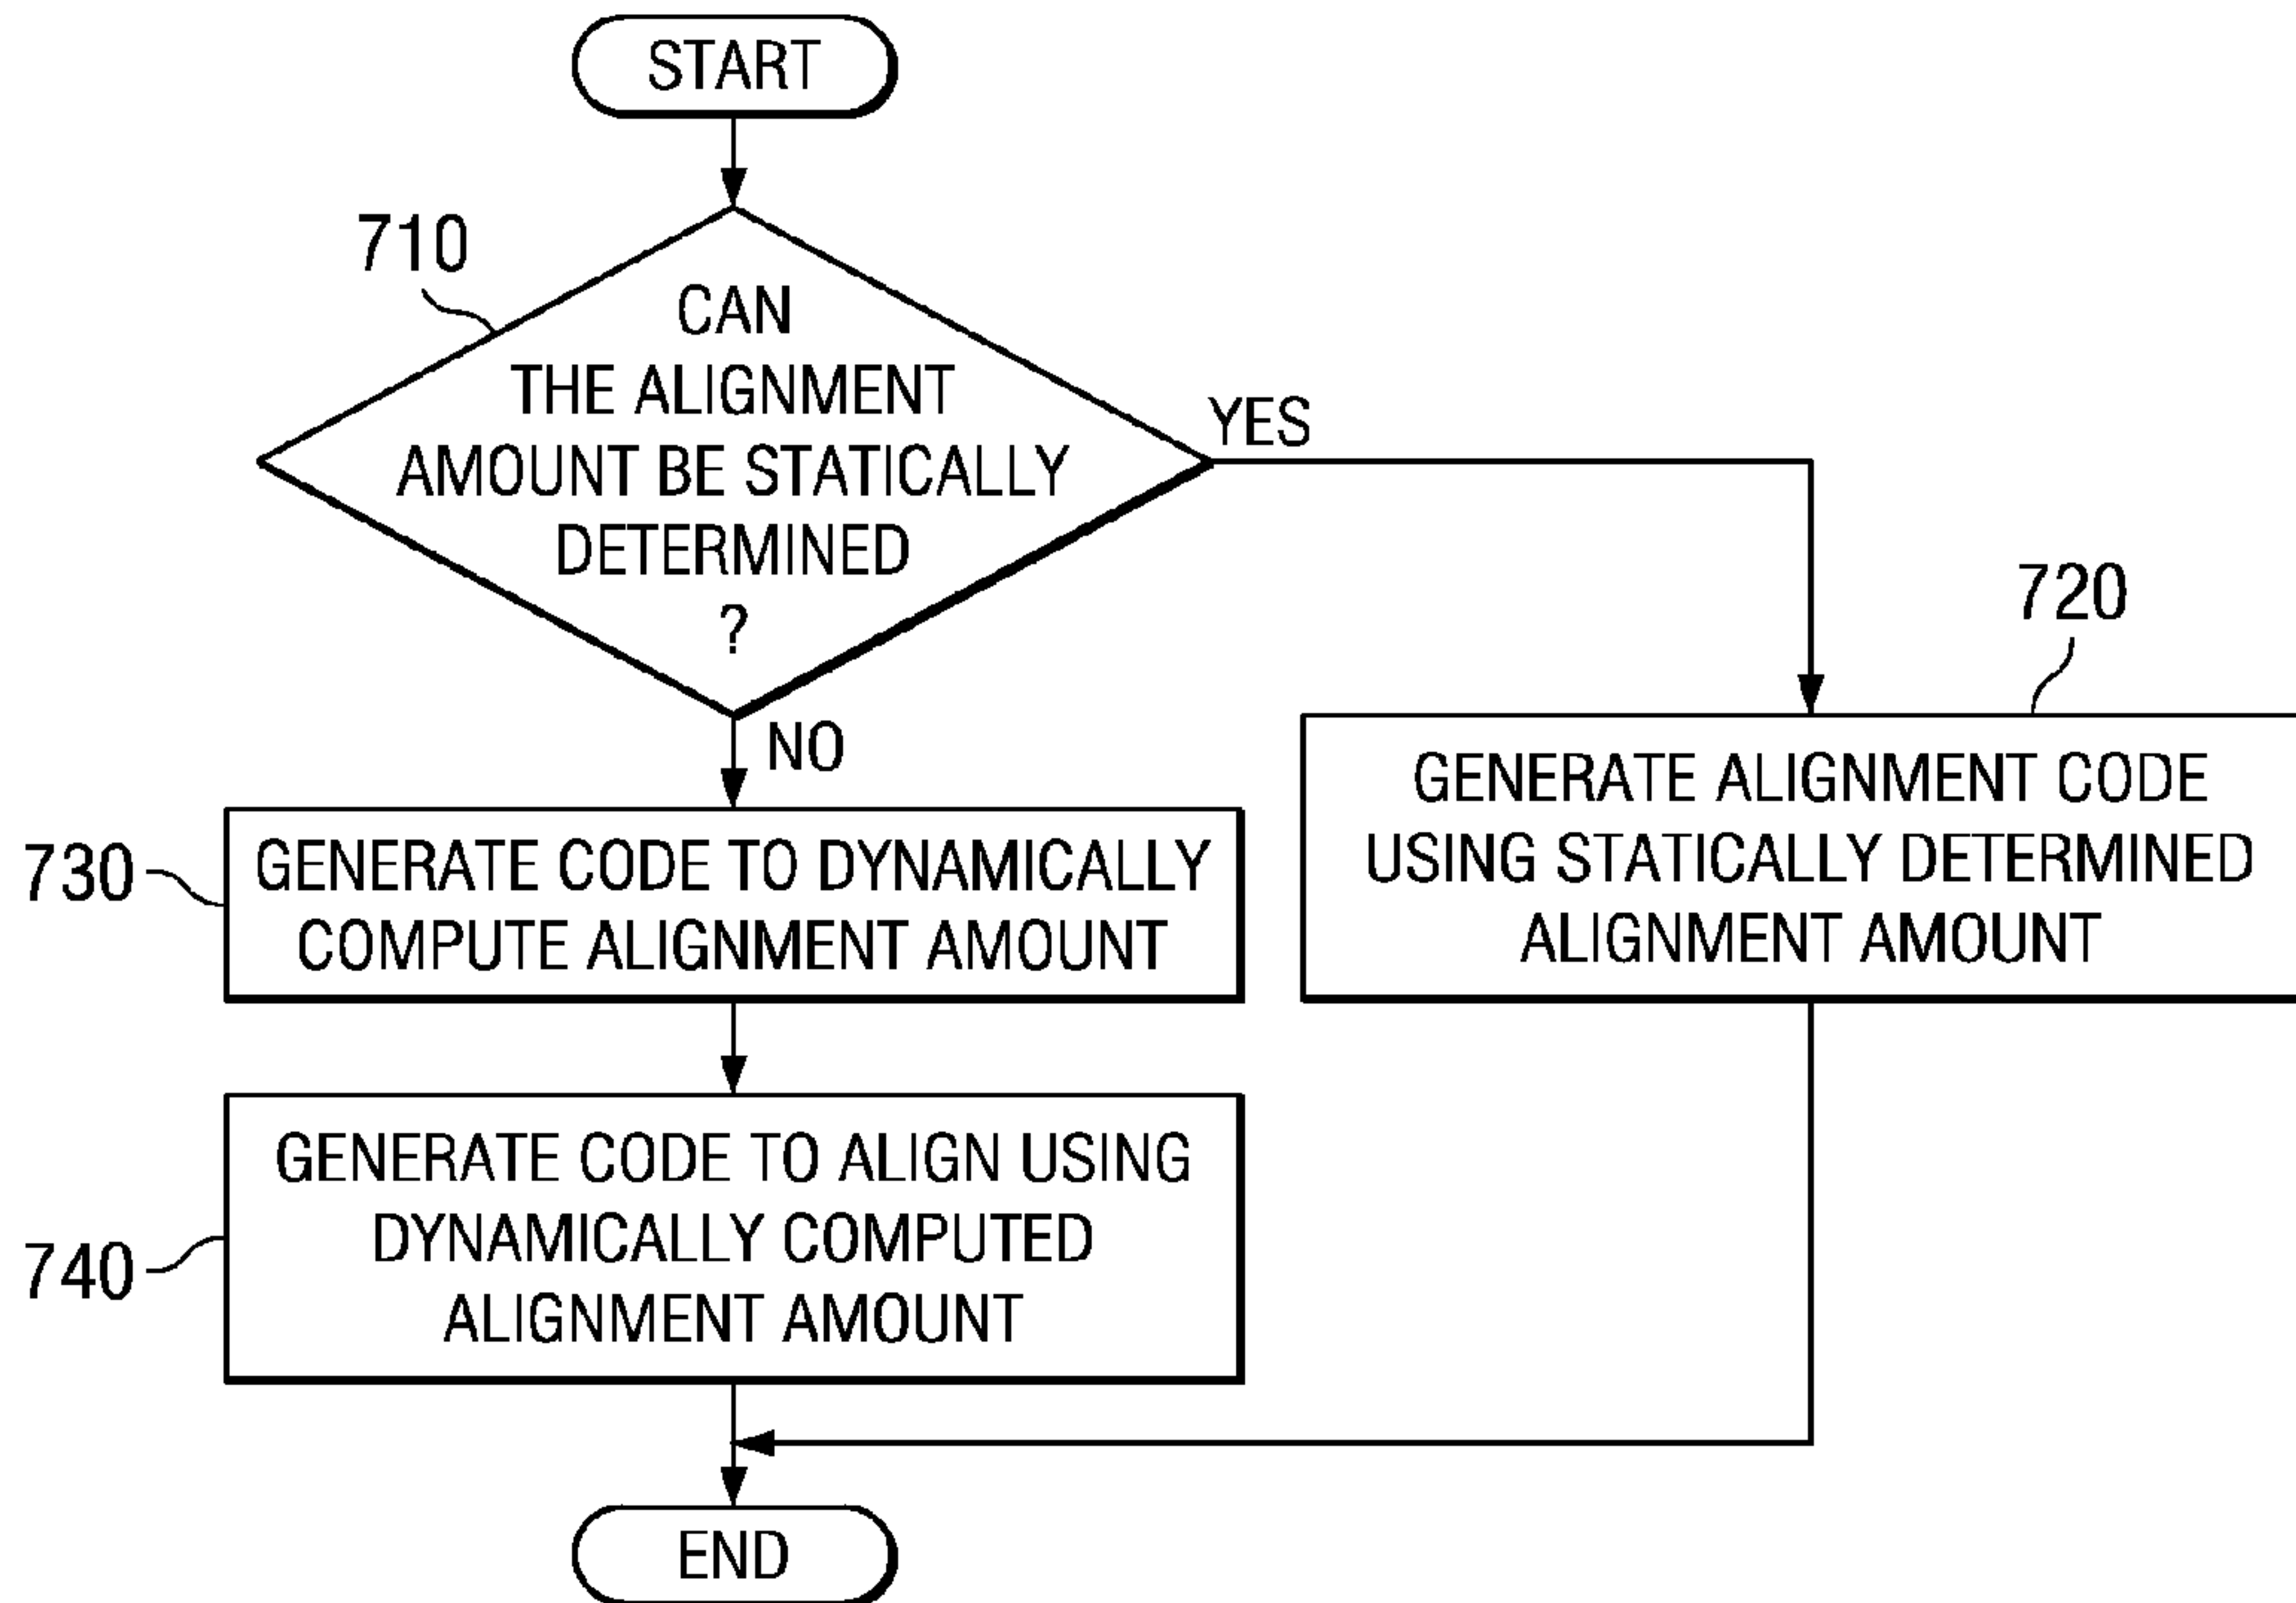 START
710
CAN
THE ALIGNMENT
AMOUNT BE STATICALLY
DETERMINED
?
YES
NO
720
GENERATE ALIGNMENT CODE
USING STATICALLY DETERMINED
ALIGNMENT AMOUNT
730
GENERATE CODE TO DYNAMICALLY
COMPUTE ALIGNMENT AMOUNT
740
GENERATE CODE TO ALIGN USING
DYNAMICALLY COMPUTED
ALIGNMENT AMOUNT
END